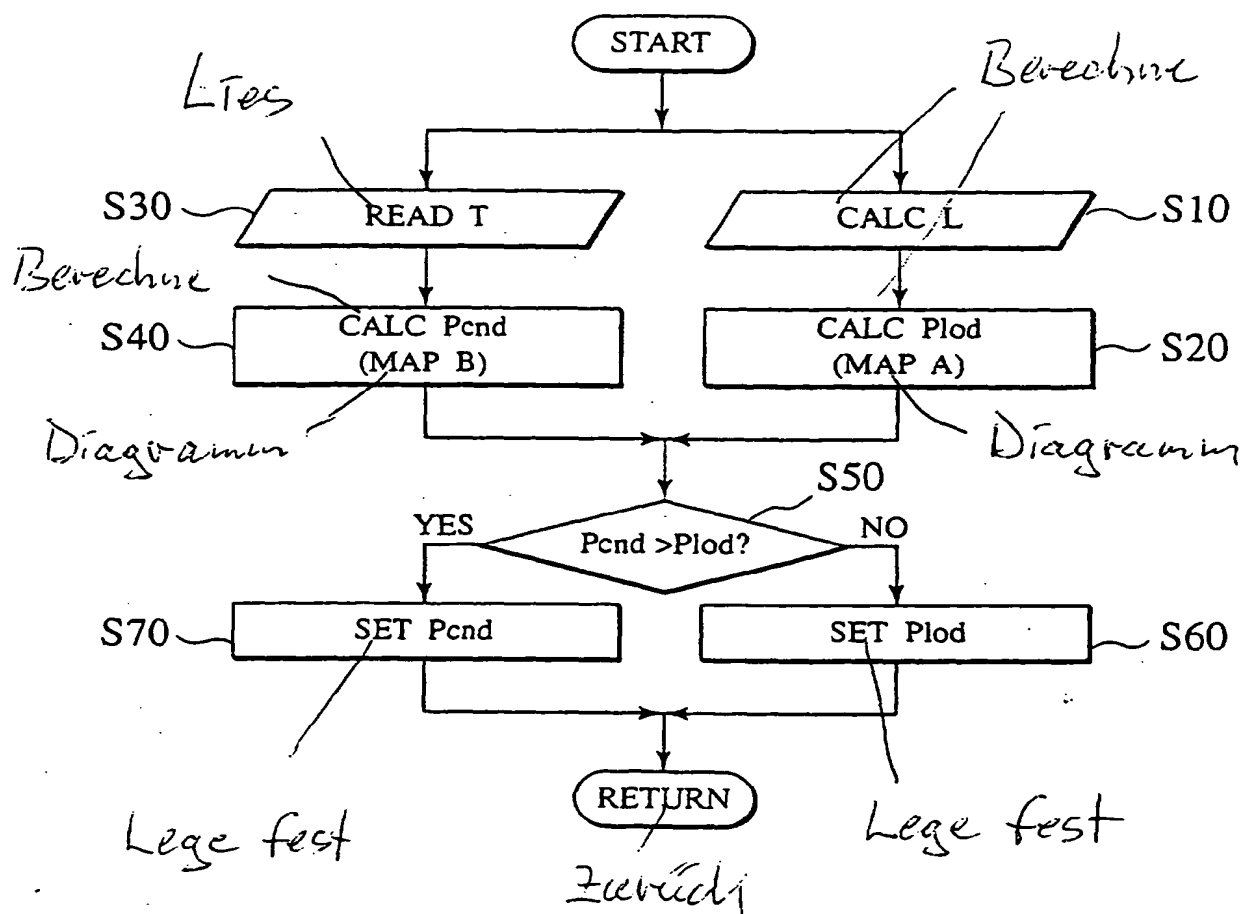 START
Lies
Berechne
S30
READ T
CALC L
S10
Berechne
S40
CALC Pcnd
(MAP B)
CALC Plod
(MAP A)
S20
Diagramm
Diagramm
S50
YES
Pcnd >Plod?
NO
S70
SET Pcnd
SET Plod
S60
RETURN
Lege fest
Lege fest
Zurück